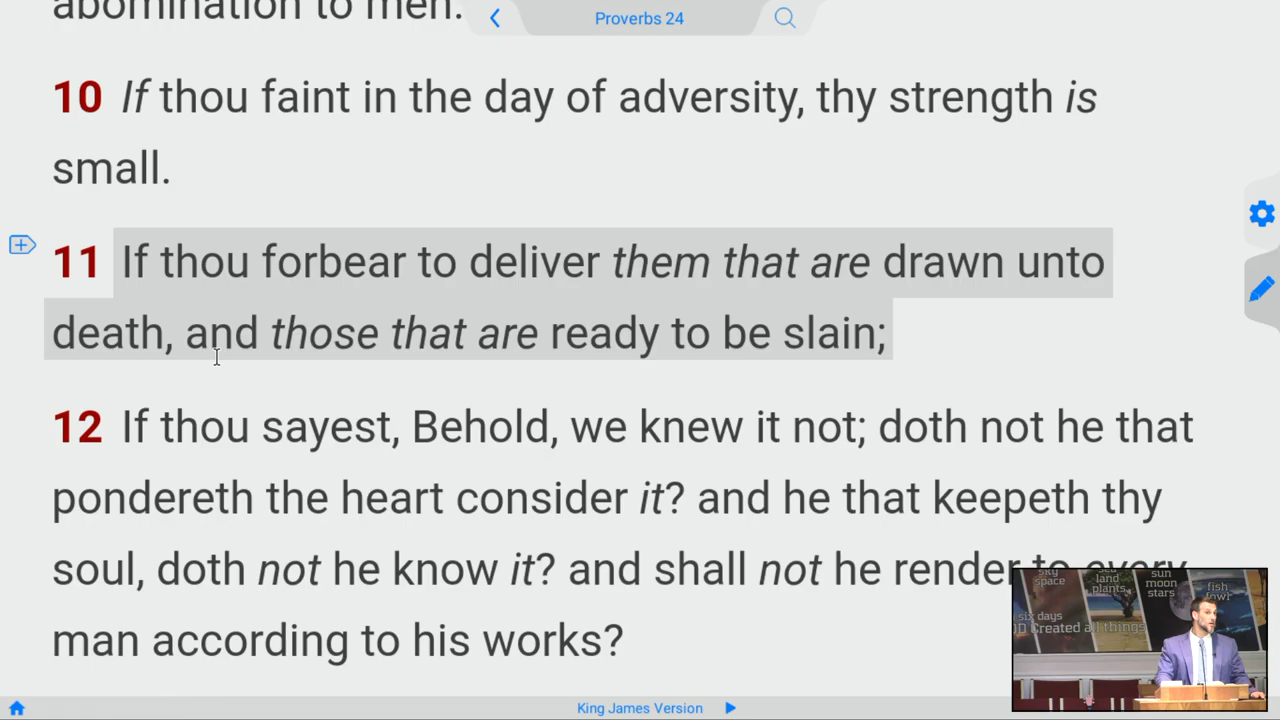 abomination to men.
Proverbs 24
10 If thou faint in the day of adversity, thy strength is
small.
11 If thou forbear to deliver them that are drawn unto
death, and those that are ready to be slain;
12 If thou sayest, Behold, we knew it not; doth not he that
pondereth the heart consider it? and he that keepeth thy
soul, doth not he know it? and shall not he render to every
man according to his works?
sky
space
land
plants
sun
moon
stars
fish
fowl
six days
Created all things
King James Version